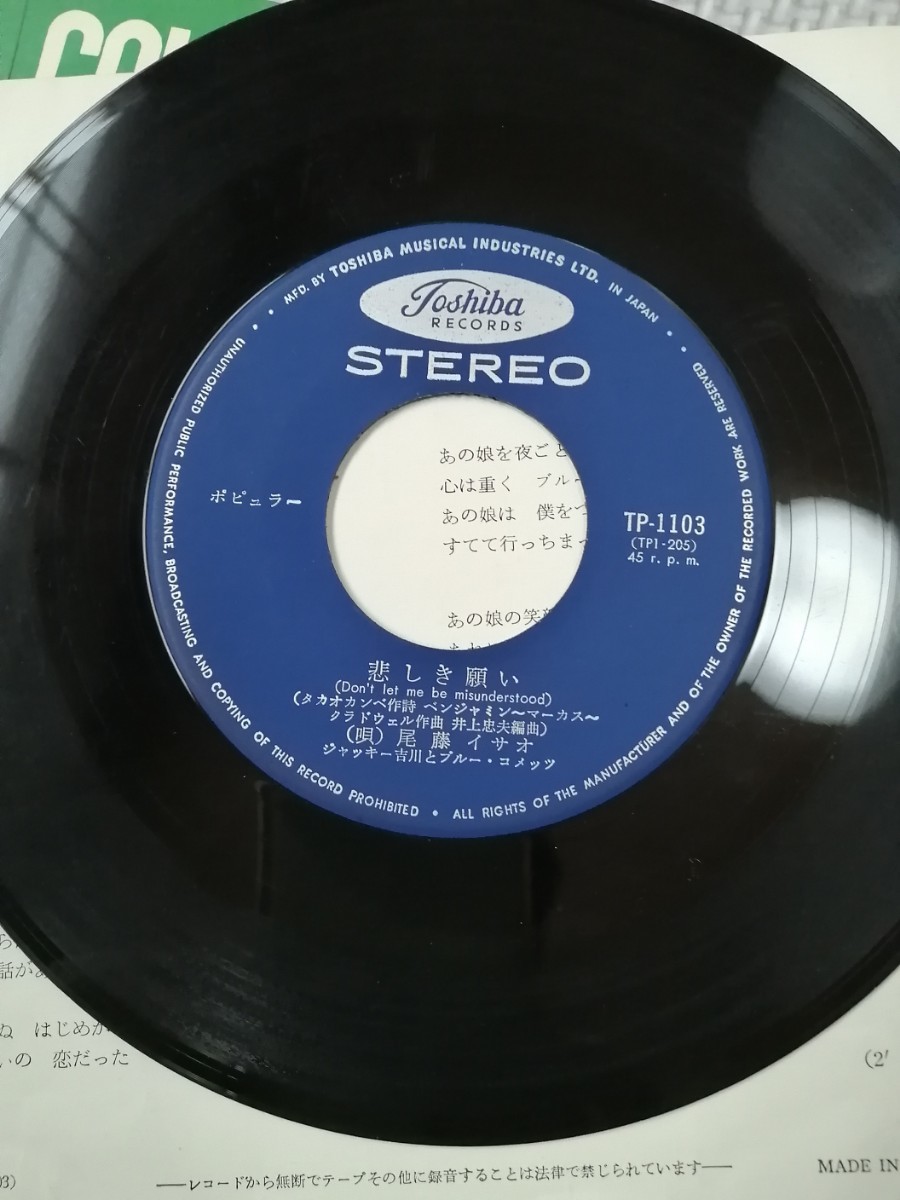 MFD. BY TOSHIBA MUSICAL INDUSTRIES LTD. IN JAPAN
Toshiba
RECORDS
STEREO
ポピュラー
TP-1103
(TP1-205)
45 r. p. m.
あの娘を夜ご
心は重く ブルー
あの娘は 僕を
すてて行っちま
あの娘の笑
悲しき願い
(Don't let me be misunderstood)
(タカオカンベ作詩 ベンジャミン〜マーカス〜
クラドウェル作曲 井上忠夫編曲)
(唄) 尾藤イサオ
ジャッキー吉川とブルー・コメッツ
UNAUTHORIZED PUBLIC PERFORMANCE, BROADCASTING AND COPYING OF THIS RECORD PROHIBITED • ALL RIGHTS OF THE MANUFACTURER AND OF THE OWNER OF THE RECORDED WORK ARE RESERVED
話が
ぬ はじめか
いの 恋だった
(2'
03)
──レコードから無断でテープその他に録音することは法律で禁じられています──
MADE IN